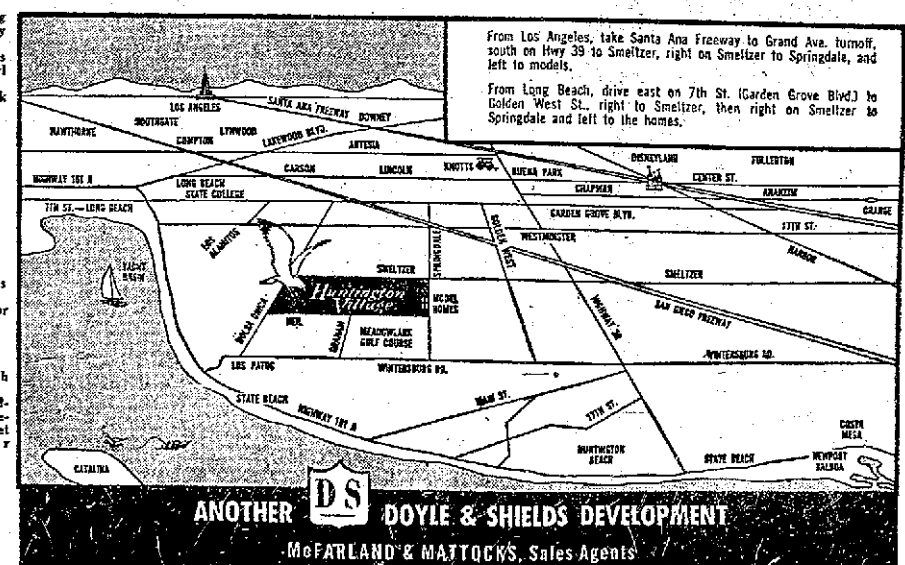 From Los Angeles, take Santa Ana Freeway to Grand Ave. turnoff,
south on Hwy 39 to Smeltzer, right on Smeltzer to Springdale, and
left to models.
From Long Beach, drive east on 7th St. (Garden Grove Blvd.) to
Golden West St., right to Smeltzer, then right on Smeltzer to
Springdale and left to the homes.
LOS ANGELES
SANTA ANA FREEWAY
DOWNEY
HAWTHORNE
SOUTHGATE
LYNWOOD
COMPTON
LAKEWOOD BLVD.
ARTESIA
DISNEYLAND
FULLERTON
CARSON
LINCOLN
KNOTTS
BUENA PARK
CENTER ST.
HIGHWAY 101 A
LONG BEACH
STATE COLLEGE
CHAPMAN
ANAHEIM
7TH ST.—LONG BEACH
GARDEN GROVE BLVD.
ORANGE
17TH ST.
LOS
ALAMITOS
SPRINGDALE
GOLDEN WEST
WESTMINSTER
HARBOR
YACHT
BASIN
SMELTZER
SMELTZER
Huntington
Village
MODEL
HOMES
HIGHWAY 39
SAN DIEGO FREEWAY
BOLSA CHICA
HEIL
GRAHAM
MEADOWLARK
GOLF COURSE
LOS PATOS
WINTERSBURG RD.
WINTERSBURG RD.
STATE BEACH
HIGHWAY 101 A
MAIN ST.
17TH ST.
HUNTINGTON
BEACH
STATE BEACH
COSTA
MESA
NEWPORT
BALBOA
CATALINA
ANOTHER DS DOYLE & SHIELDS DEVELOPMENT
McFARLAND & MATTOCKS, Sales Agents